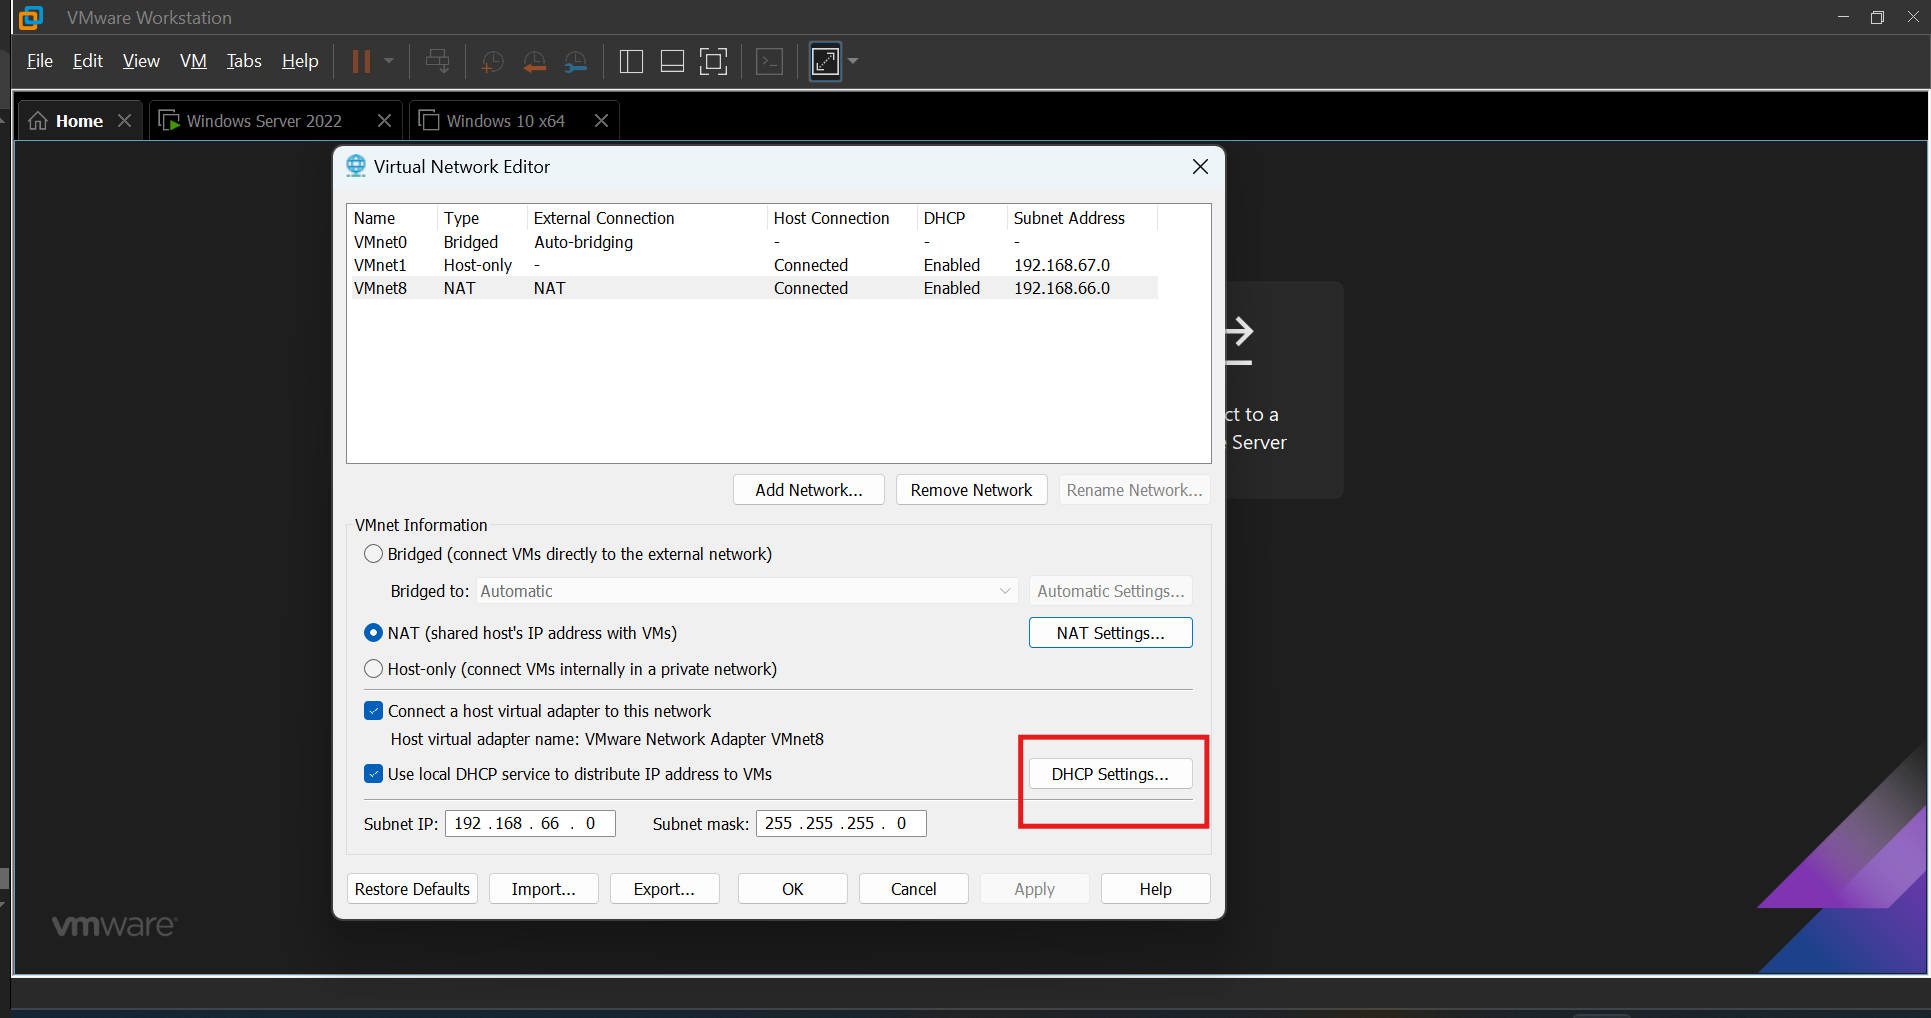 VMware Workstation
File Edit View VM Tabs Help
Home Windows Server 2022 Windows 10 x64
Virtual Network Editor
Name Type External Connection Host Connection DHCP Subnet Address
VMnet0 Bridged Auto-bridging - - -
VMnet1 Host-only - Connected Enabled 192.168.67.0
VMnet8 NAT NAT Connected Enabled 192.168.66.0
ct to a
Server
Add Network... Remove Network Rename Network...
VMnet Information
Bridged (connect VMs directly to the external network)
Bridged to: Automatic Automatic Settings...
NAT (shared host's IP address with VMs) NAT Settings...
Host-only (connect VMs internally in a private network)
Connect a host virtual adapter to this network
Host virtual adapter name: VMware Network Adapter VMnet8
Use local DHCP service to distribute IP address to VMs DHCP Settings...
Subnet IP: 192 . 168 . 66 . 0 Subnet mask: 255 . 255 . 255 . 0
Restore Defaults Import... Export... OK Cancel Apply Help
vmware